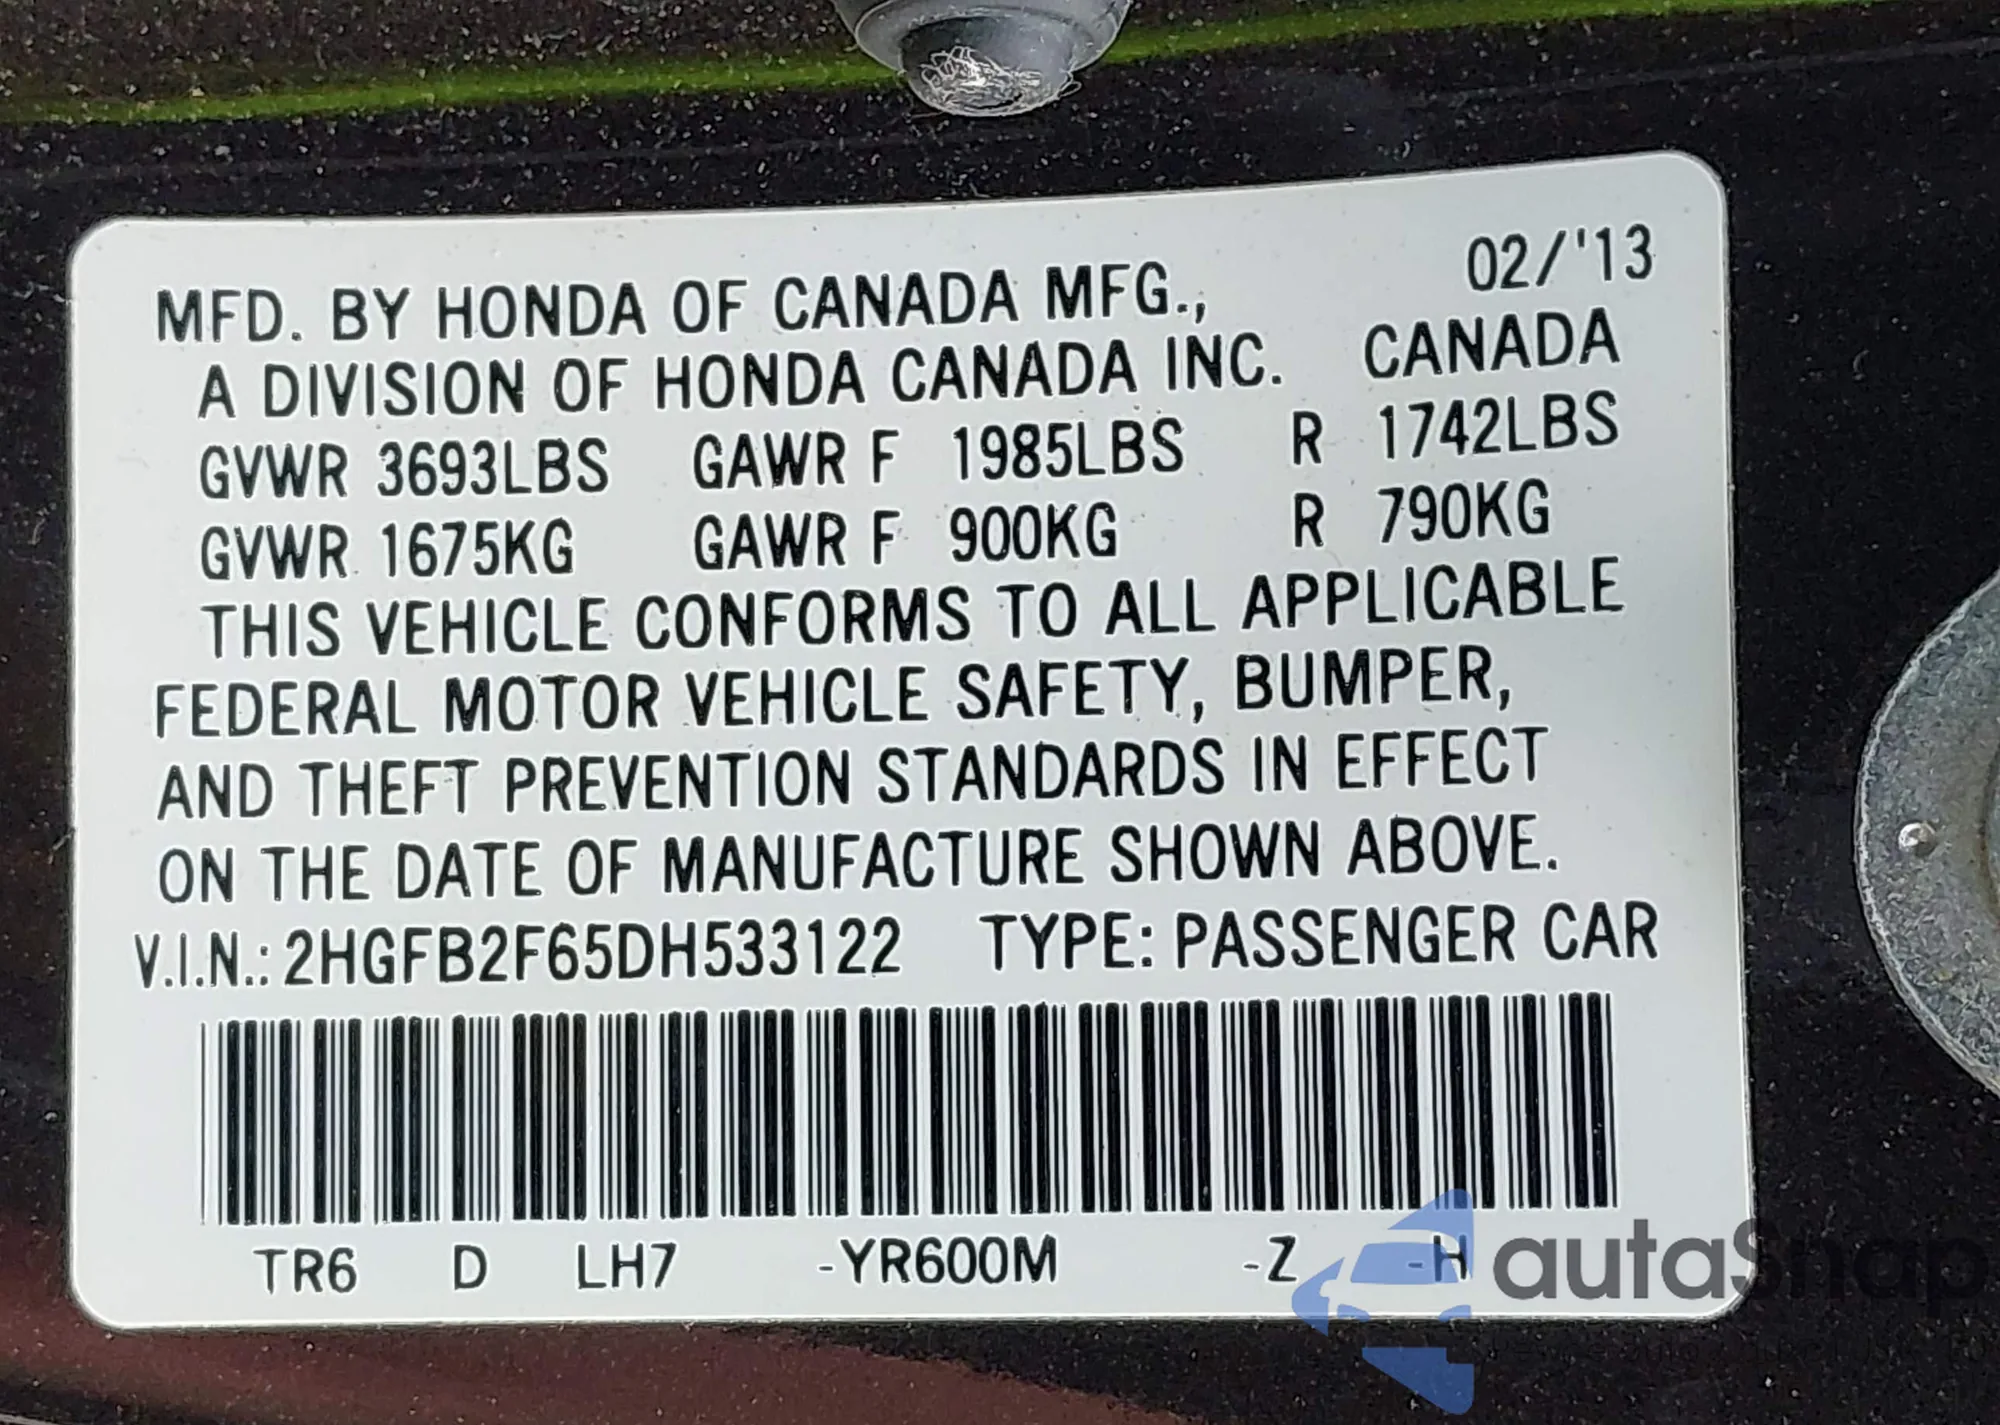 02/'13
MFD. BY HONDA OF CANADA MFG.,
A DIVISION OF HONDA CANADA INC. CANADA
GVWR 3693LBS GAWR F 1985LBS R 1742LBS
GVWR 1675KG GAWR F 900KG R 790KG
THIS VEHICLE CONFORMS TO ALL APPLICABLE
FEDERAL MOTOR VEHICLE SAFETY, BUMPER,
AND THEFT PREVENTION STANDARDS IN EFFECT
ON THE DATE OF MANUFACTURE SHOWN ABOVE.
V.I.N.: 2HGFB2F65DH533122 TYPE: PASSENGER CAR
TR6 D LH7 -YR600M -Z -H
autaSnap